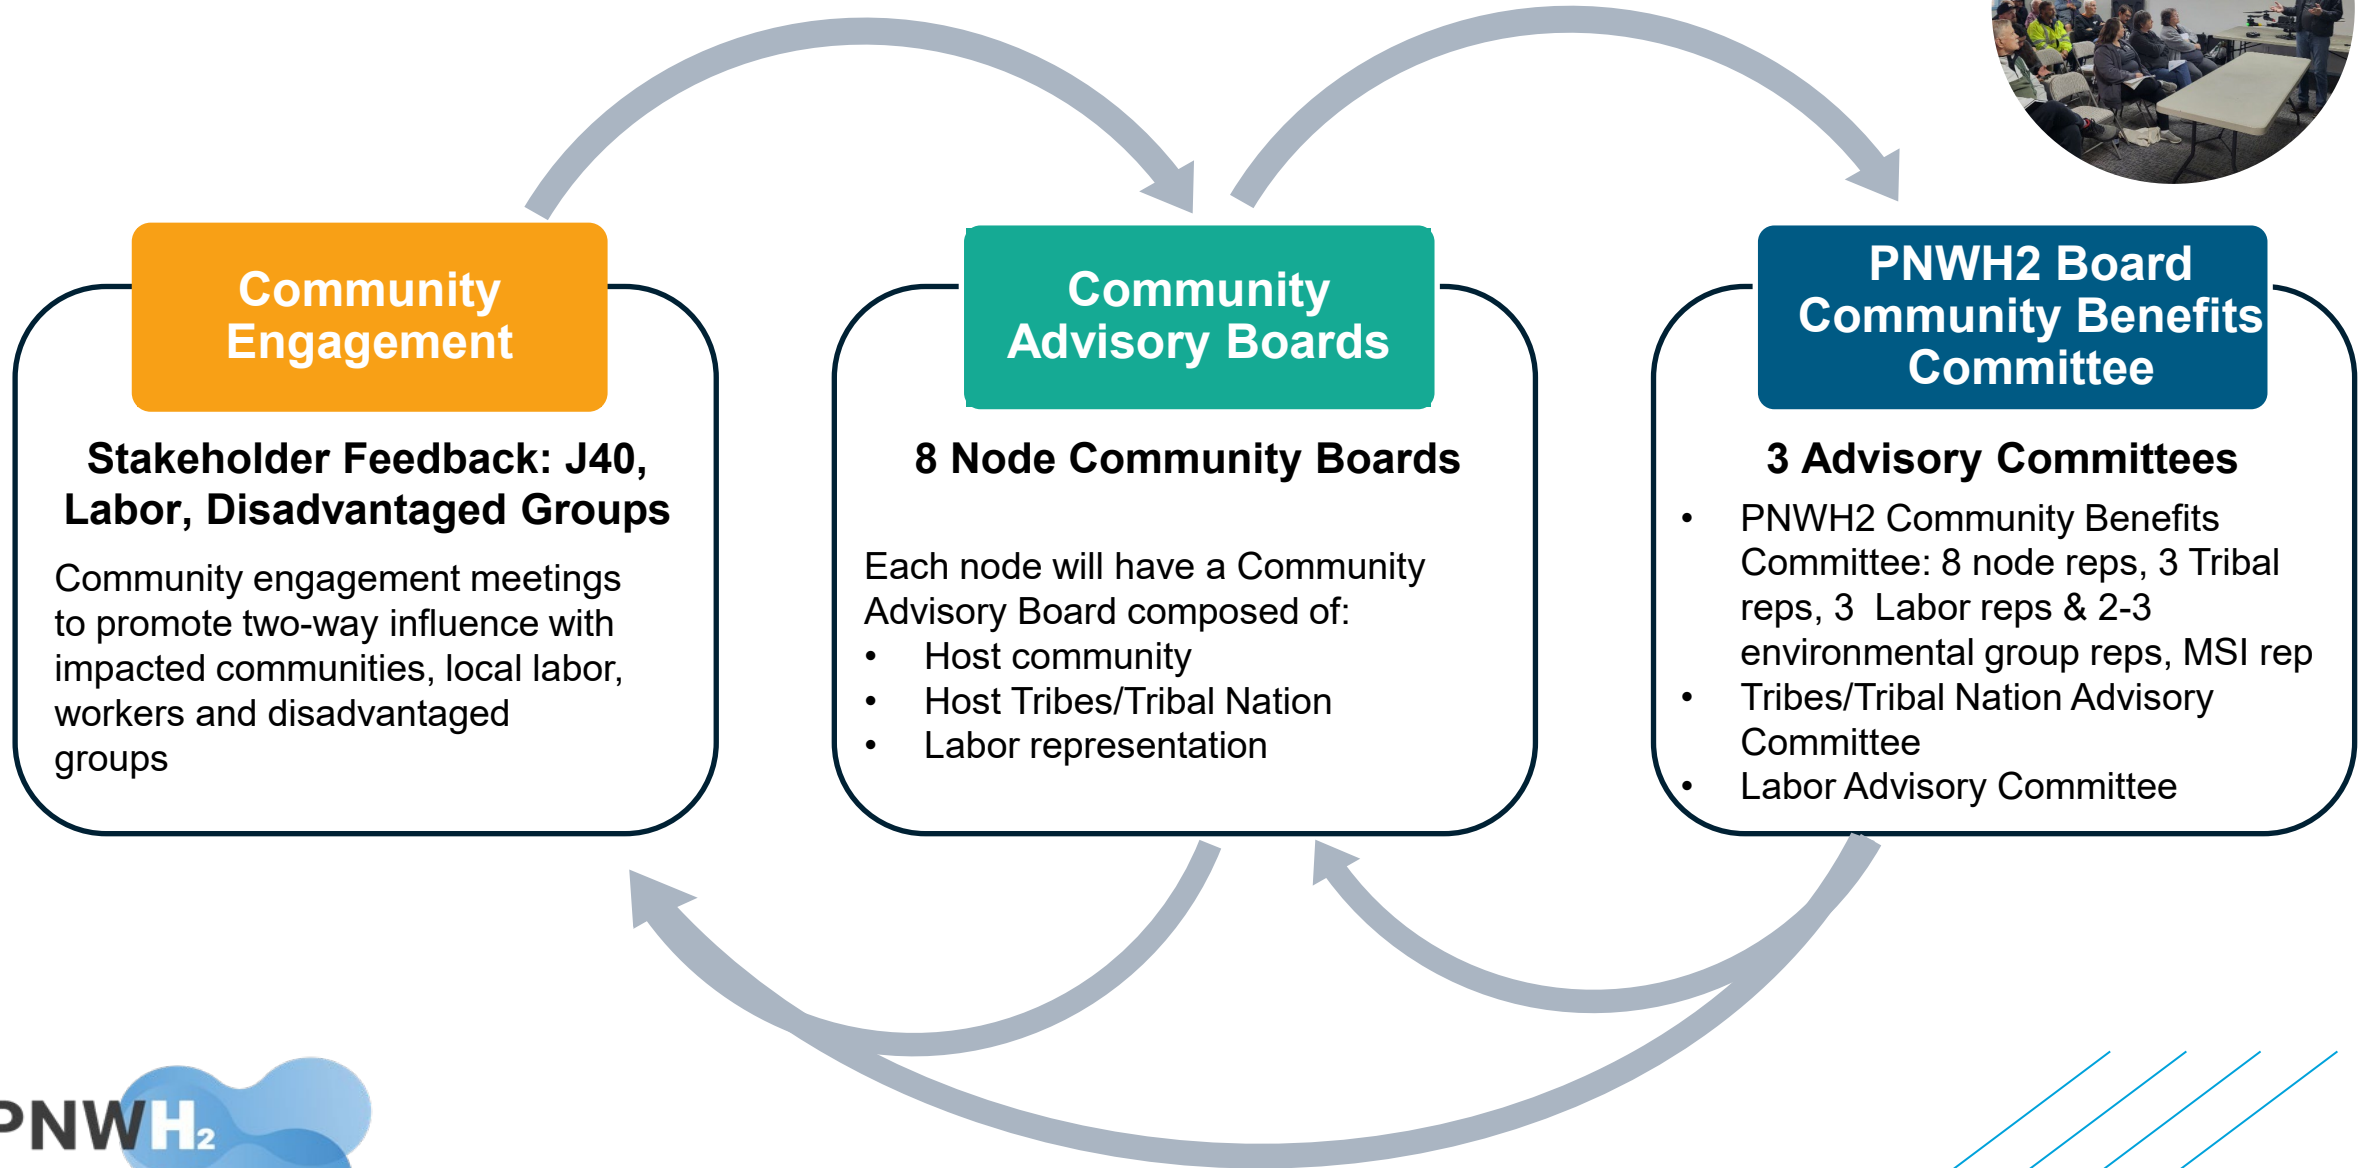 Community
Engagement
Stakeholder Feedback: J40,
Labor, Disadvantaged Groups
Community engagement meetings
to promote two-way influence with
impacted communities, local labor,
workers and disadvantaged
groups
Community
Advisory Boards
8 Node Community Boards
Each node will have a Community
Advisory Board composed of:
• Host community
• Host Tribes/Tribal Nation
• Labor representation
PNWH2 Board
Community Benefits
Committee
3 Advisory Committees
• PNWH2 Community Benefits
Committee: 8 node reps, 3 Tribal
reps, 3 Labor reps & 2-3
environmental group reps, MSI rep
• Tribes/Tribal Nation Advisory
Committee
• Labor Advisory Committee
PNWH₂